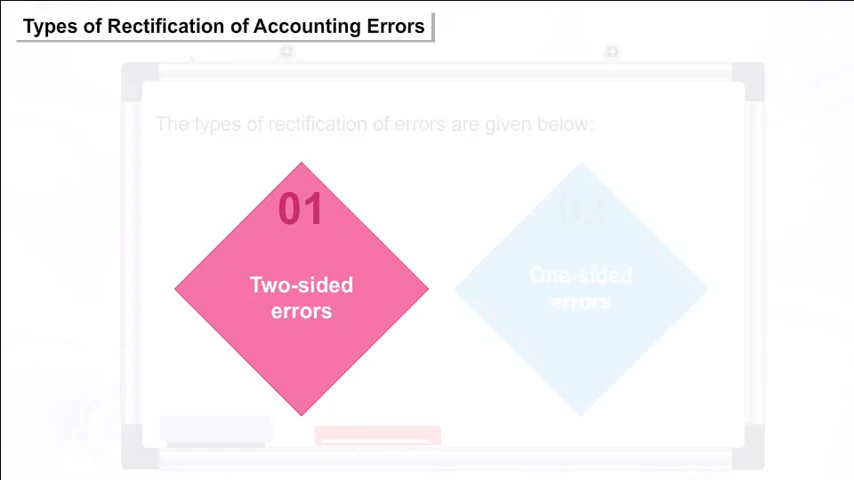 Types of Rectification of Accounting Errors
The types of rectification of errors are given below:
01
Two-sided
errors
02
One-sided
errors